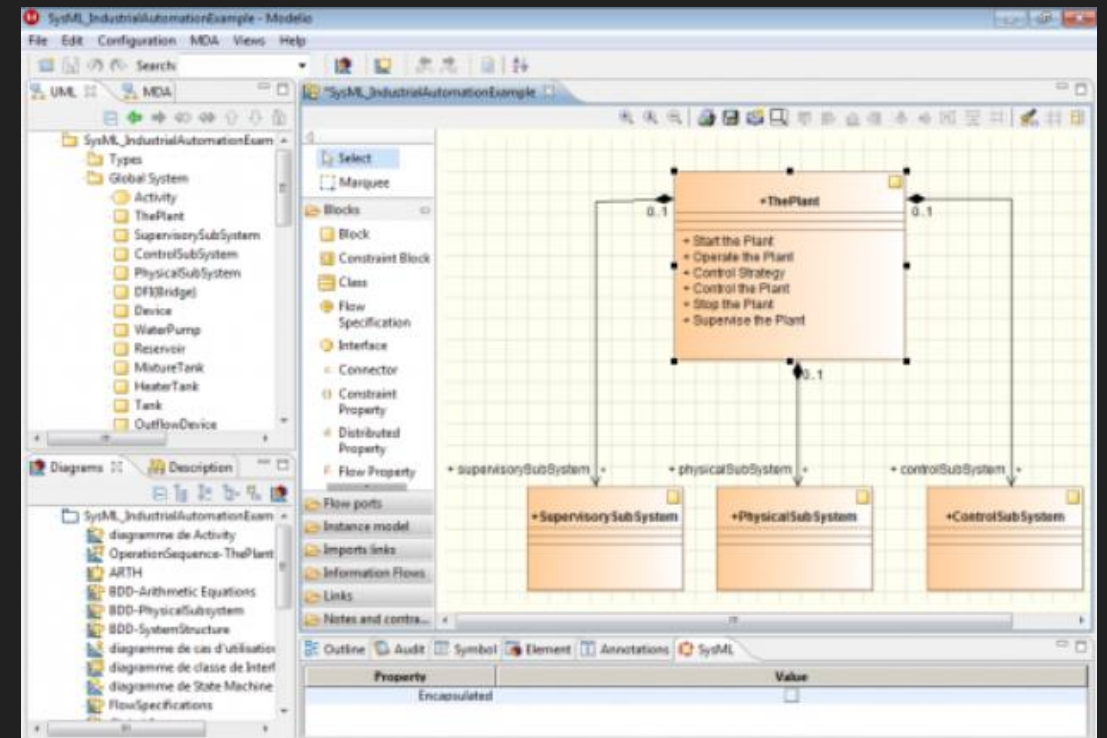 SysML_IndustrialAutomationExample - Modelio
File Edit Configuration MDA Views Help
Search:
UML MDA
SysML_IndustrialAutomationExam
Types
Global System
Activity
ThePlant
SupervisorySubSystem
ControlSubSystem
PhysicalSubSystem
DFI(Bridge)
Device
WaterPump
Reservoir
MixtureTank
HeaterTank
Tank
OutflowDevice
Diagrams Description
SysML_IndustrialAutomationExam
diagramme de Activity
OperationSequence-ThePlant
ARTH
BDD-Arithmetic Equations
BDD-PhysicalSubsystem
BDD-SystemStructure
diagramme de cas d'utilisation
diagramme de classe de Interf
diagramme de State Machine
FlowSpecifications
*SysML_IndustrialAutomationExample
Select
Marquee
Blocks
Block
Constraint Block
Class
Flow
Specification
Interface
Connector
Constraint
Property
Distributed
Property
Flow Property
Flow ports
Instance model
Imports links
Information Flows
Links
Notes and contra...
+ThePlant
0..1
0..1
+ Start the Plant
+ Operate the Plant
+ Control Strategy
+ Control the Plant
+ Stop the Plant
+ Supervise the Plant
0..1
+ supervisorySubSystem * + physicalSubSystem * + controlSubSystem *
+SupervisorySubSystem +PhysicalSubSystem +ControlSubSystem
Outline Audit Symbol Element Annotations SysML
Property Value
Encapsulated